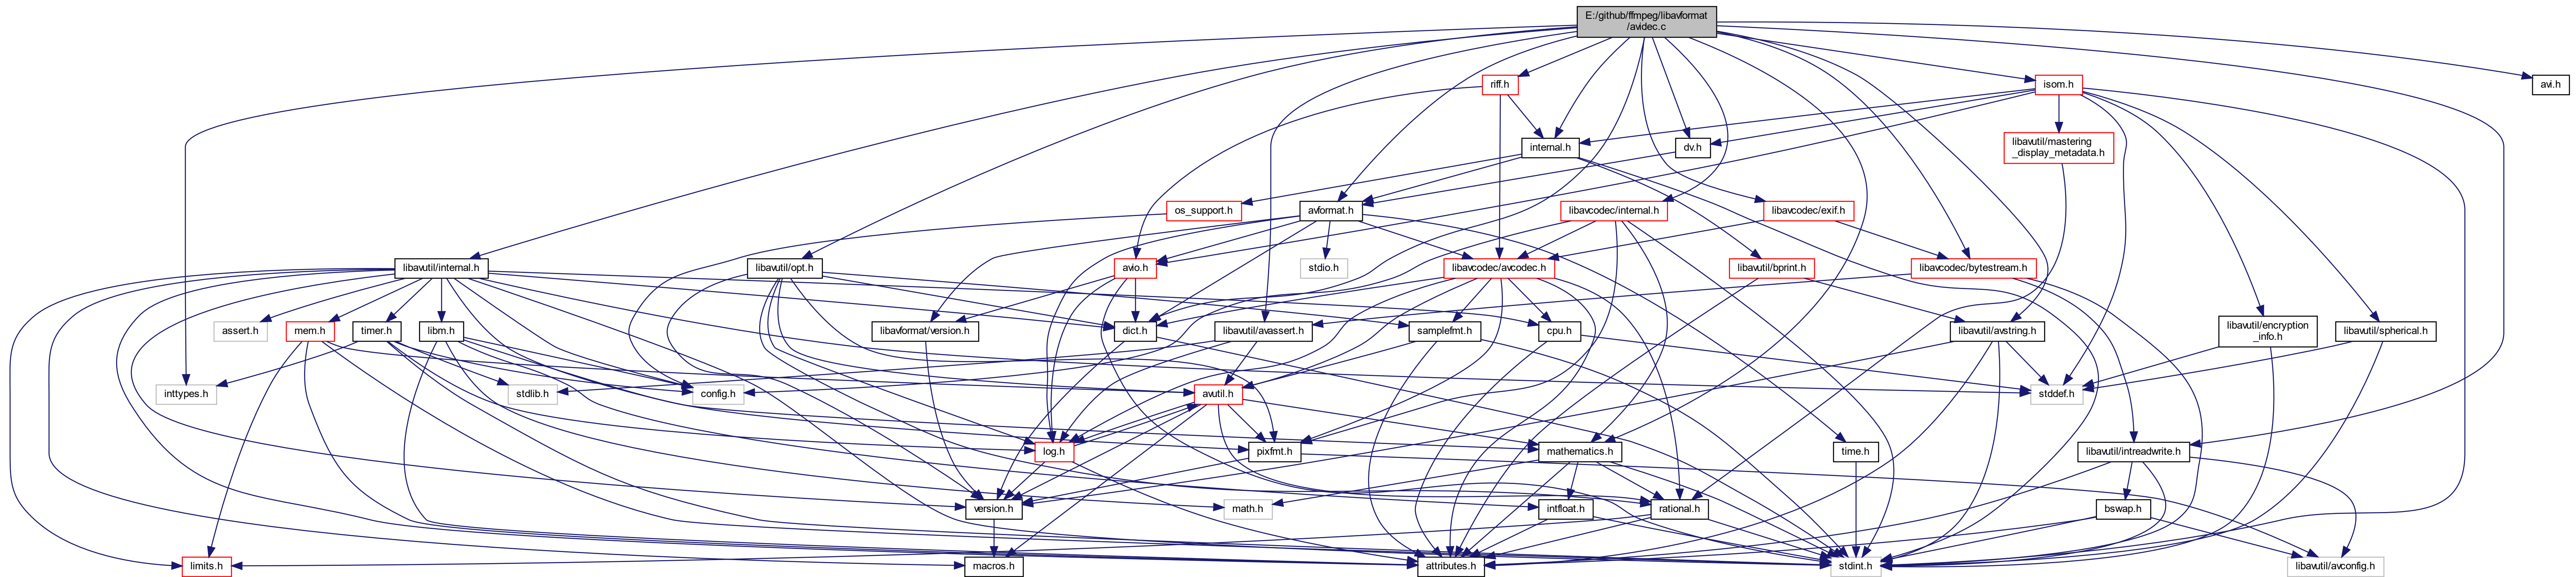 E:/github/ffmpeg/libavformat
/avidec.c
riff.h
isom.h
avi.h
internal.h
dv.h
libavutil/mastering
_display_metadata.h
os_support.h
avformat.h
libavcodec/internal.h
libavcodec/exif.h
libavutil/internal.h
libavutil/opt.h
avio.h
stdio.h
libavcodec/avcodec.h
libavutil/bprint.h
libavcodec/bytestream.h
assert.h
mem.h
timer.h
libm.h
libavformat/version.h
dict.h
libavutil/avassert.h
samplefmt.h
cpu.h
libavutil/avstring.h
libavutil/encryption
_info.h
libavutil/spherical.h
inttypes.h
stdlib.h
config.h
avutil.h
stddef.h
log.h
pixfmt.h
mathematics.h
time.h
libavutil/intreadwrite.h
version.h
math.h
intfloat.h
rational.h
bswap.h
limits.h
macros.h
attributes.h
stdint.h
libavutil/avconfig.h